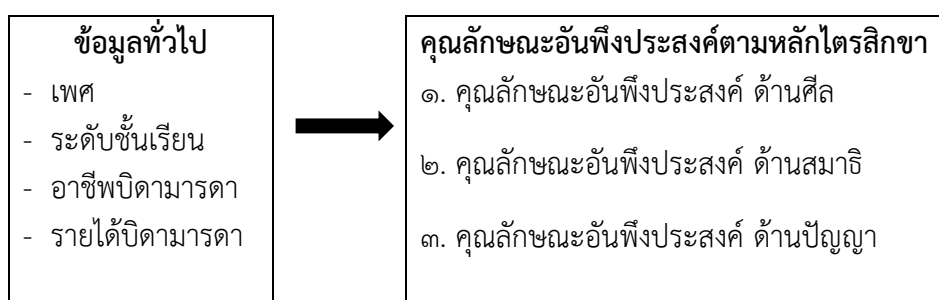 ข้อมูลทั่วไป
- เพศ
- ระดับชั้นเรียน
- อาชีพบิดามารดา
- รายได้บิดามารดา
คุณลักษณะอันพึงประสงค์ตามหลักไตรสิกขา
๑. คุณลักษณะอันพึงประสงค์ ด้านศีล
๒. คุณลักษณะอันพึงประสงค์ ด้านสมาธิ
๓. คุณลักษณะอันพึงประสงค์ ด้านปัญญา